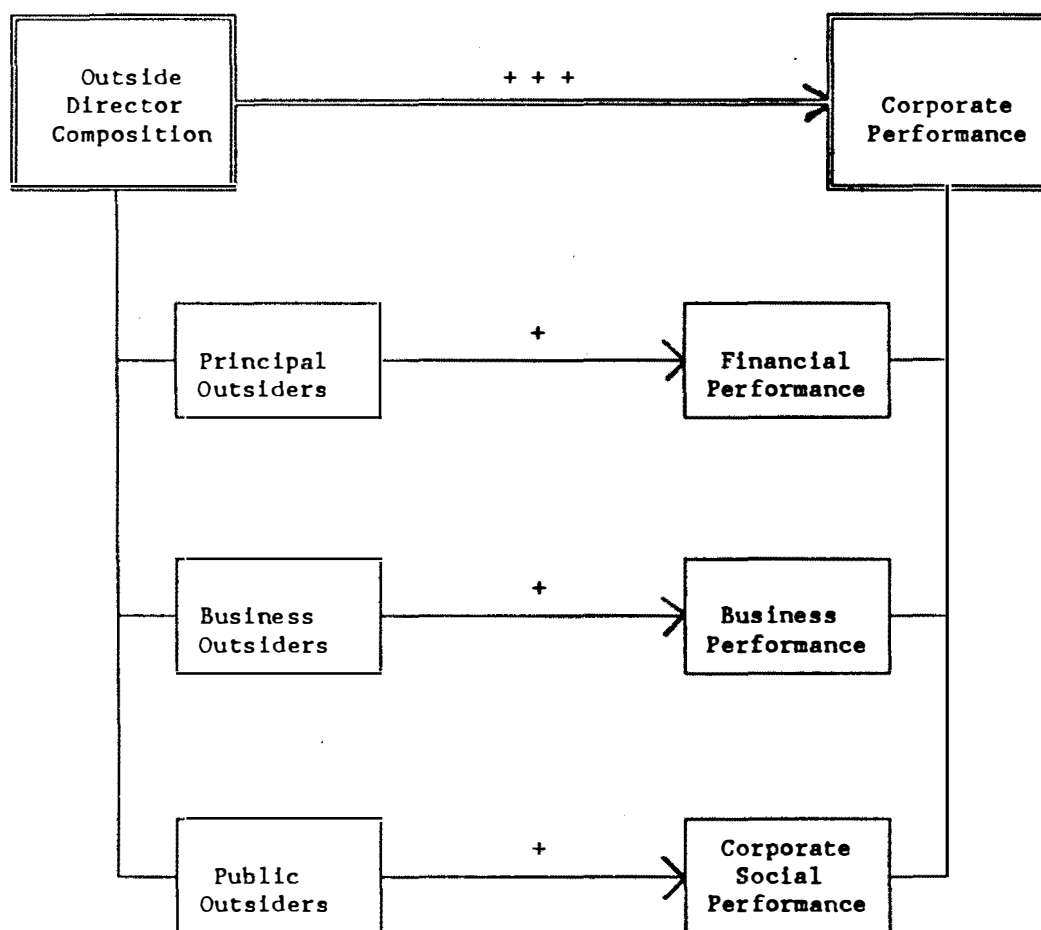 Outside
Director
Composition
+ + +
Corporate
Performance
Principal
Outsiders
+
Financial
Performance
Business
Outsiders
+
Business
Performance
Public
Outsiders
+
Corporate
Social
Performance